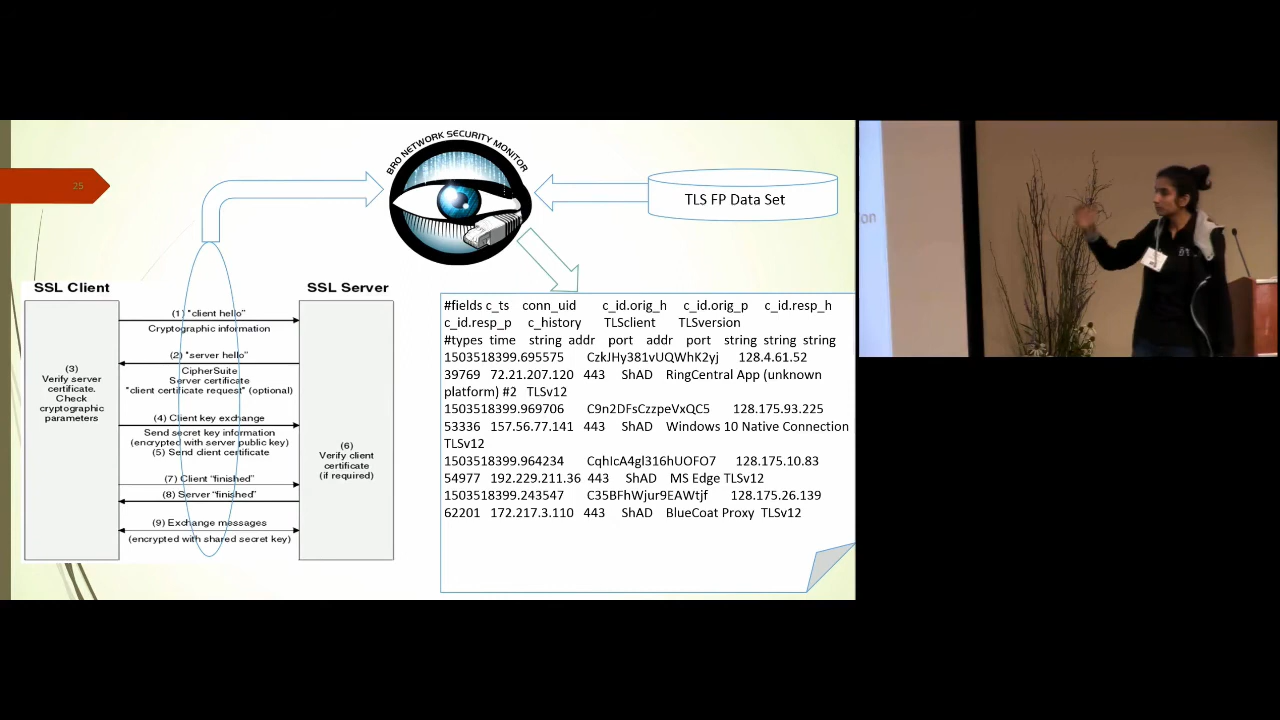 25
BRO NETWORK SECURITY MONITOR
TLS FP Data Set
SSL Client
SSL Server
(1) "client hello"
Cryptographic information
(2) "server hello"
CipherSuite
Server certificate
"client certificate request" (optional)
(3)
Verify server
certificate.
Check
cryptographic
parameters
(4) Client key exchange
Send secret key information
(encrypted with server public key)
(5) Send client certificate
(6)
Verify client
certificate
(if required)
(7) Client "finished"
(8) Server "finished"
(9) Exchange messages
(encrypted with shared secret key)
#fields c_ts conn_uid c_id.orig_h c_id.orig_p c_id.resp_h
c_id.resp_p c_history TLSclient TLSversion
#types time string addr port addr port string string string
1503518399.695575 CzkJHy381vUQWhK2yj 128.4.61.52
39769 72.21.207.120 443 ShAD RingCentral App (unknown
platform) #2 TLSv12
1503518399.969706 C9n2DFsCzzpeVxQC5 128.175.93.225
53336 157.56.77.141 443 ShAD Windows 10 Native Connection
TLSv12
1503518399.964234 CqhIcA4gl316hUOFO7 128.175.10.83
54977 192.229.211.36 443 ShAD MS Edge TLSv12
1503518399.243547 C35BFhWjur9EAWtjf 128.175.26.139
62201 172.217.3.110 443 ShAD BlueCoat Proxy TLSv12
on